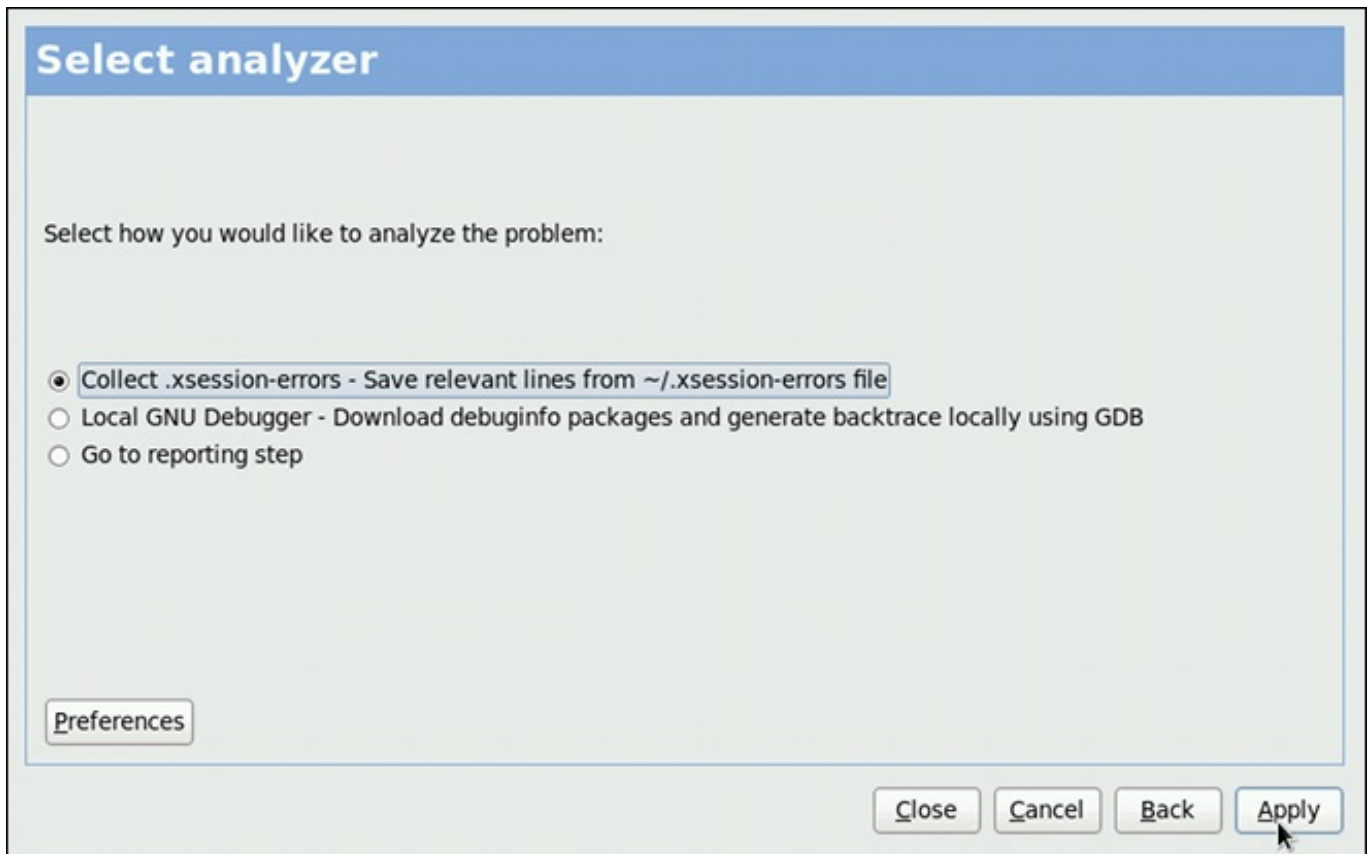 Select analyzer
Select how you would like to analyze the problem:
Collect .xsession-errors - Save relevant lines from ~/.xsession-errors file
Local GNU Debugger - Download debuginfo packages and generate backtrace locally using GDB
Go to reporting step
Preferences
Close Cancel Back Apply